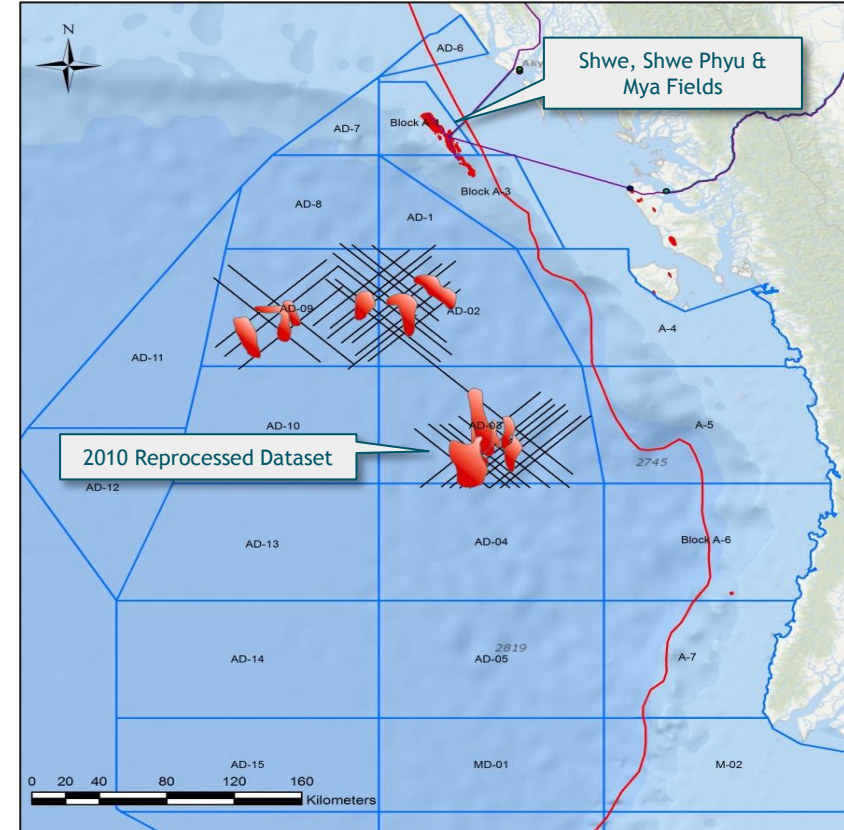 N
AD-6
Shwe, Shwe Phyu &
Mya Fields
AD-7
Block A-1
Block A-3
AD-8
AD-1
AD-09
AD-02
A-4
AD-11
AD-10
A-5
2010 Reprocessed Dataset
2745
AD-12
AD-13
AD-04
Block A-6
2819
AD-14
AD-05
A-7
AD-15
MD-01
M-02
0 20 40 80 120 160
Kilometers